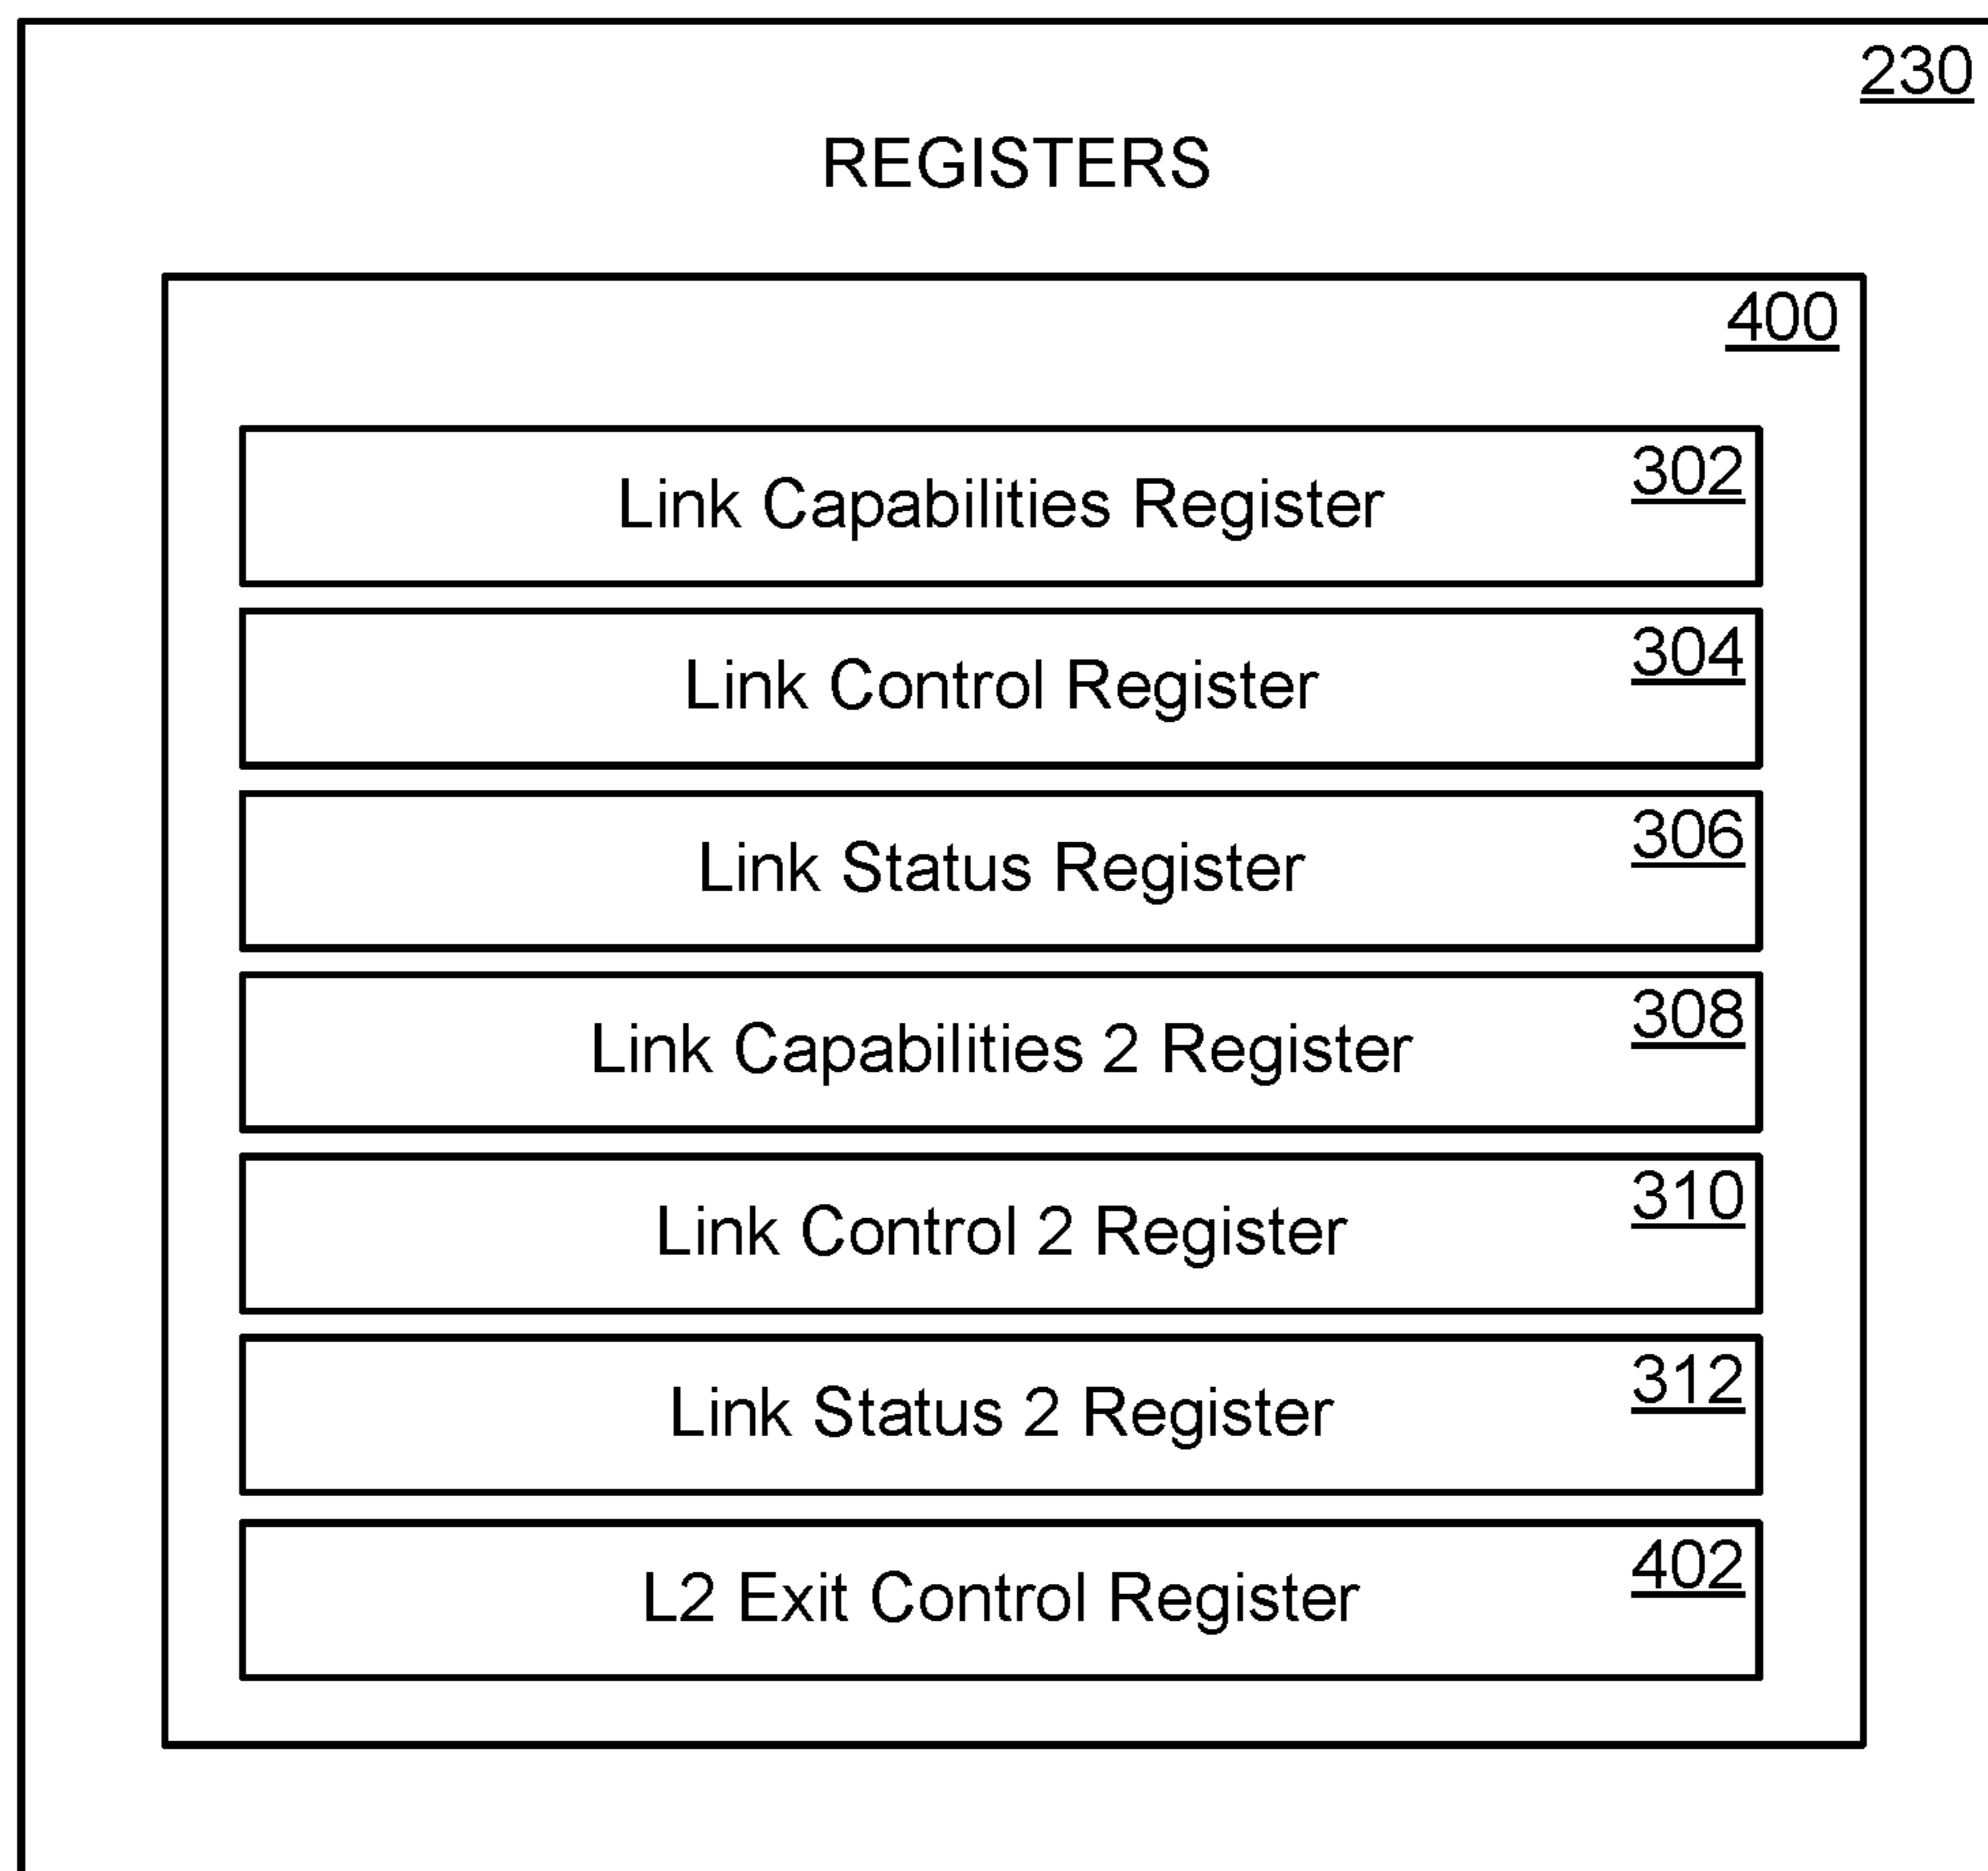 230
REGISTERS
400
302
Link Capabilities Register
304
Link Control Register
306
Link Status Register
308
Link Capabilities 2 Register
310
Link Control 2 Register
312
Link Status 2 Register
402
L2 Exit Control Register